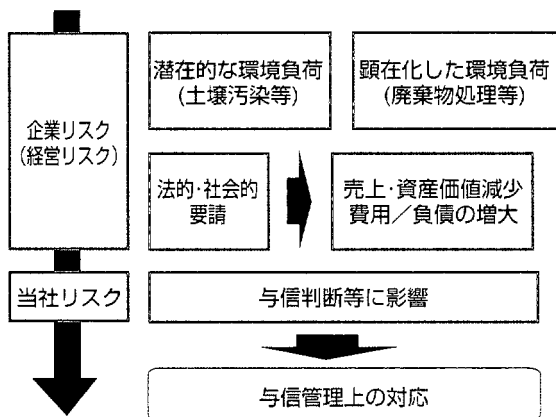 企業リスク
(経営リスク)
潜在的な環境負荷
(土壌汚染等)
顕在化した環境負荷
(廃棄物処理等)
法的・社会的
要請
売上・資産価値減少
費用／負債の増大
当社リスク
与信判断等に影響
与信管理上の対応